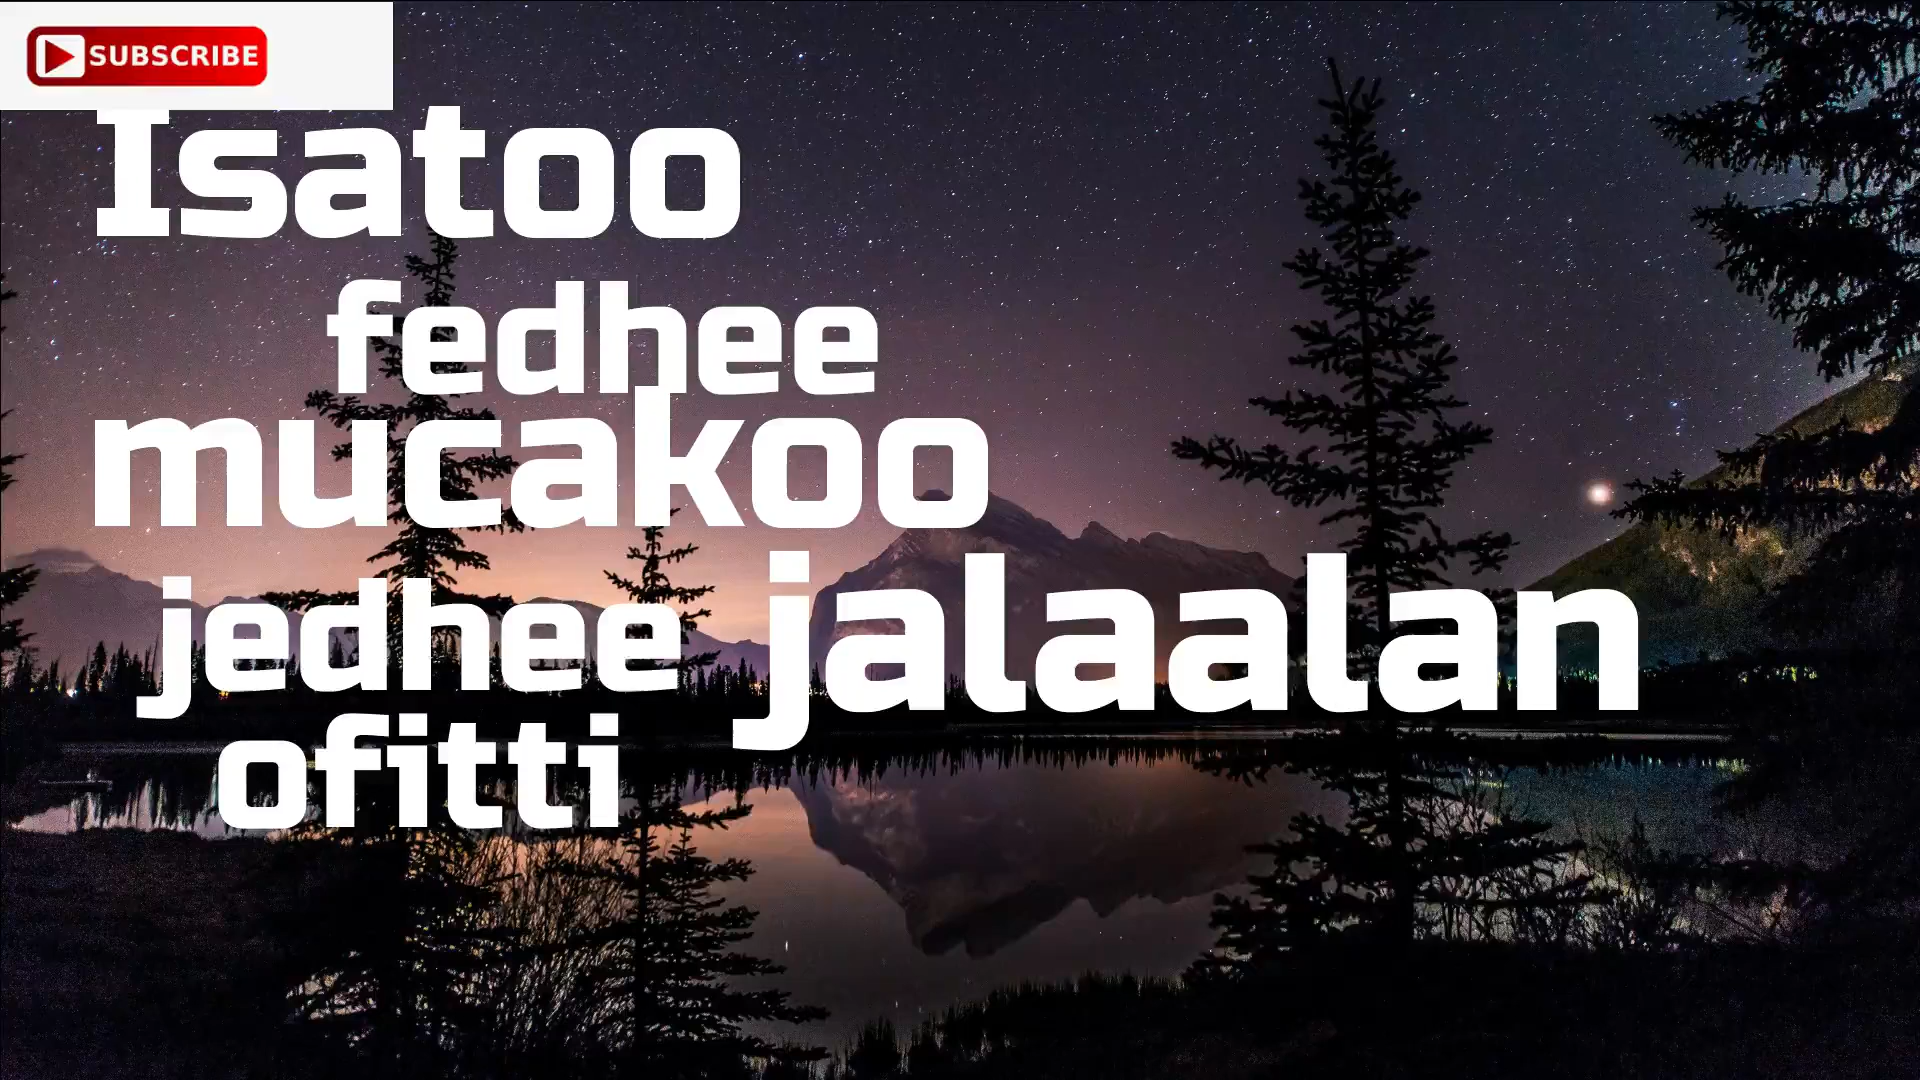 SUBSCRIBE
Isatoo
fedhee
mucakoo
jedhee jalaalan
ofitti